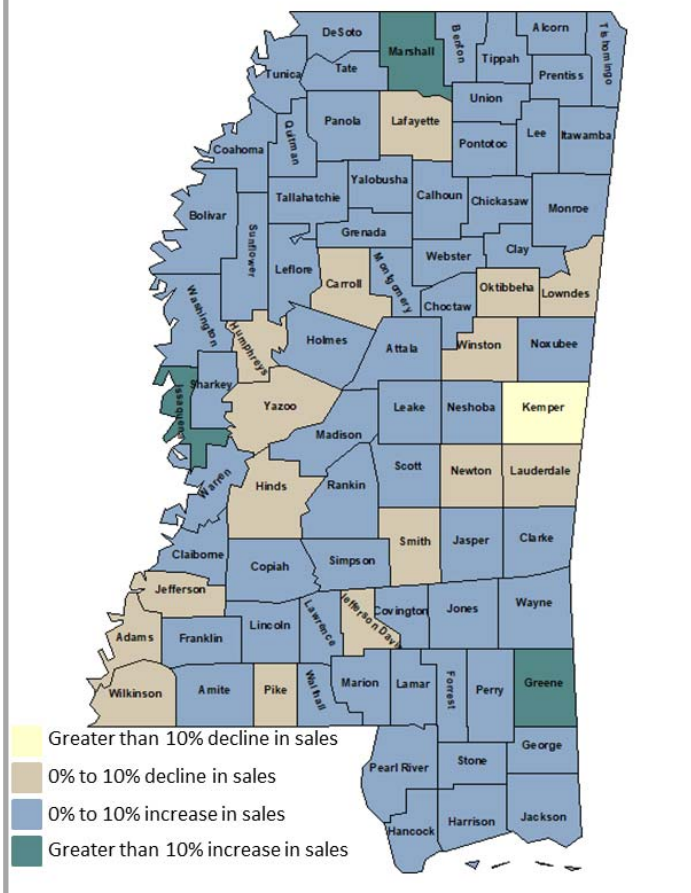 DeSoto
Marshall
Benton
Alcorn
Tishomingo
Tippah
Tunica
Tate
Prentiss
Union
Panola
Lafayette
Quitman
Coahoma
Pontotoc
Lee
Itawamba
Yalobusha
Tallahatchie
Calhoun
Chickasaw
Monroe
Bolivar
Sunflower
Grenada
Leflore
Carroll
Montgomery
Webster
Clay
Washington
Choctaw
Oktibbeha
Lowndes
Humphreys
Holmes
Attala
Winston
Noxubee
Issaquena
Sharkey
Yazoo
Leake
Neshoba
Kemper
Madison
Warren
Hinds
Rankin
Scott
Newton
Lauderdale
Claiborne
Copiah
Simpson
Smith
Jasper
Clarke
Jefferson
Adams
Franklin
Lincoln
Lawrence
Jefferson Davis
Covington
Jones
Wayne
Wilkinson
Amite
Pike
Walthall
Marion
Lamar
Forrest
Perry
Greene
George
Pearl River
Stone
Hancock
Harrison
Jackson
Greater than 10% decline in sales
0% to 10% decline in sales
0% to 10% increase in sales
Greater than 10% increase in sales